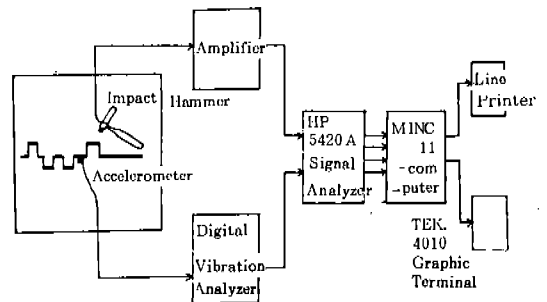 Amplifier
Impact
Hammer
Accelerometer
Digital
Vibration
Analyzer
HP
5420A
Signal
Analyzer
MINC
11
-com
-puter
Line
Printer
TEK.
4010
Graphic
Terminal